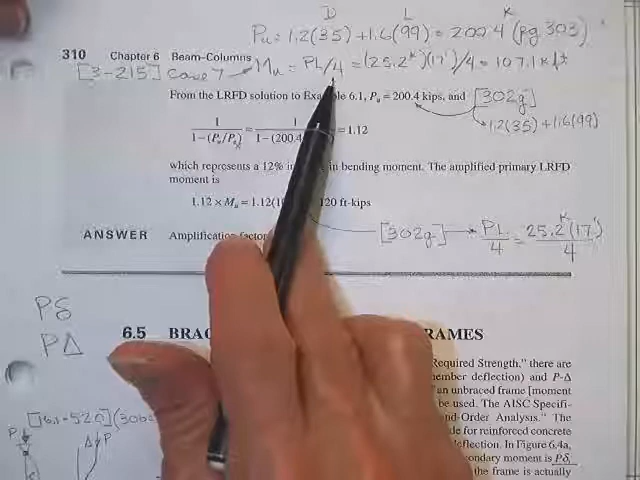 D L
Pu = 1.2(35) + 1.6(99) = 200.4 K (pg 303)
310 Chapter 6 Beam-Columns
[3-215] Case 7 → Mu = PL/4 = (25.2K)(17')/4 = 107.1 K ft
From the LRFD solution to Example 6.1, Pu = 200.4 kips, and [302g]
1.2(35) + 1.6(99)
1 / 1−(Pu/Pe) = 1 / 1−(200.4 = 1.12
which represents a 12% in in bending moment. The amplified primary LRFD
moment is
1.12 × Mu = 1.12(10 120 ft-kips
[302g] → PL/4 = 25.2K(17')/4
ANSWER Amplification factor
Pδ
PΔ
6.5 BRAC FRAMES
Required Strength," there are
member deflection) and P-Δ
an unbraced frame [moment
be used. The AISC Specifi-
ond-Order Analysis." The
de for reinforced concrete
deflection. In Figure 6.4a,
condary moment is Pδ,
the frame is actually
P Δ P